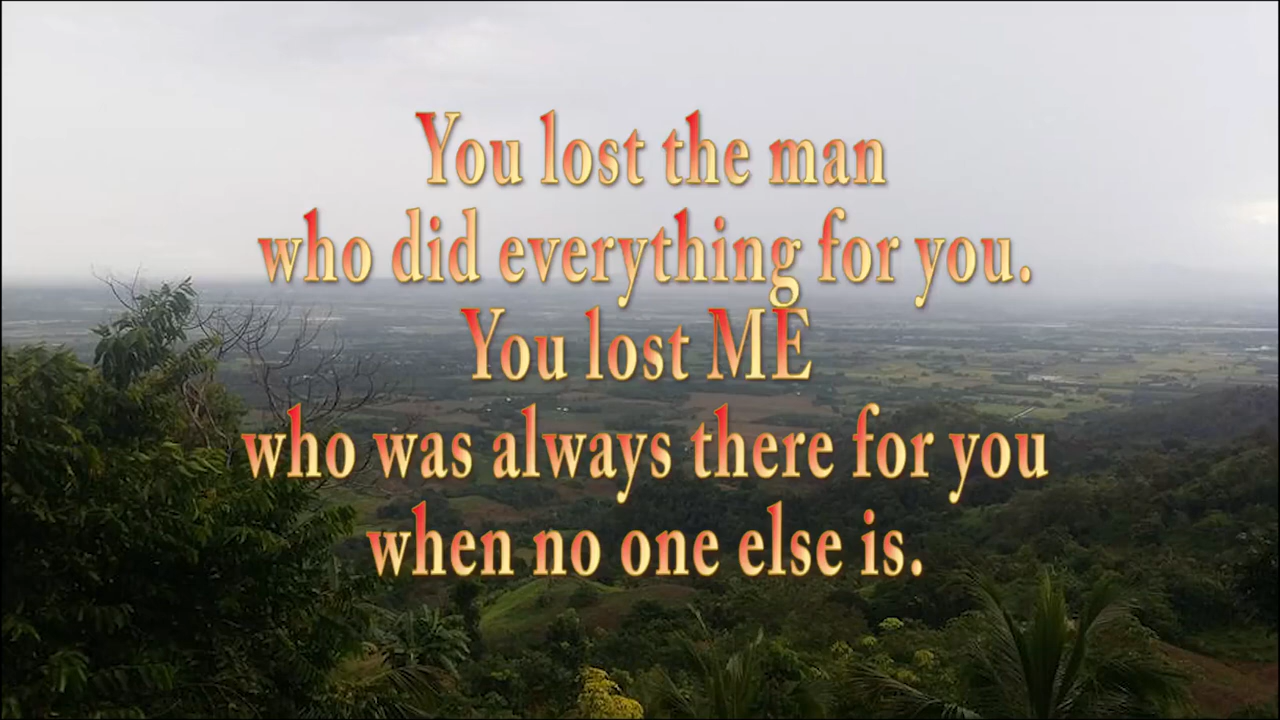 You lost the man
who did everything for you.
You lost ME
who was always there for you
when no one else is.